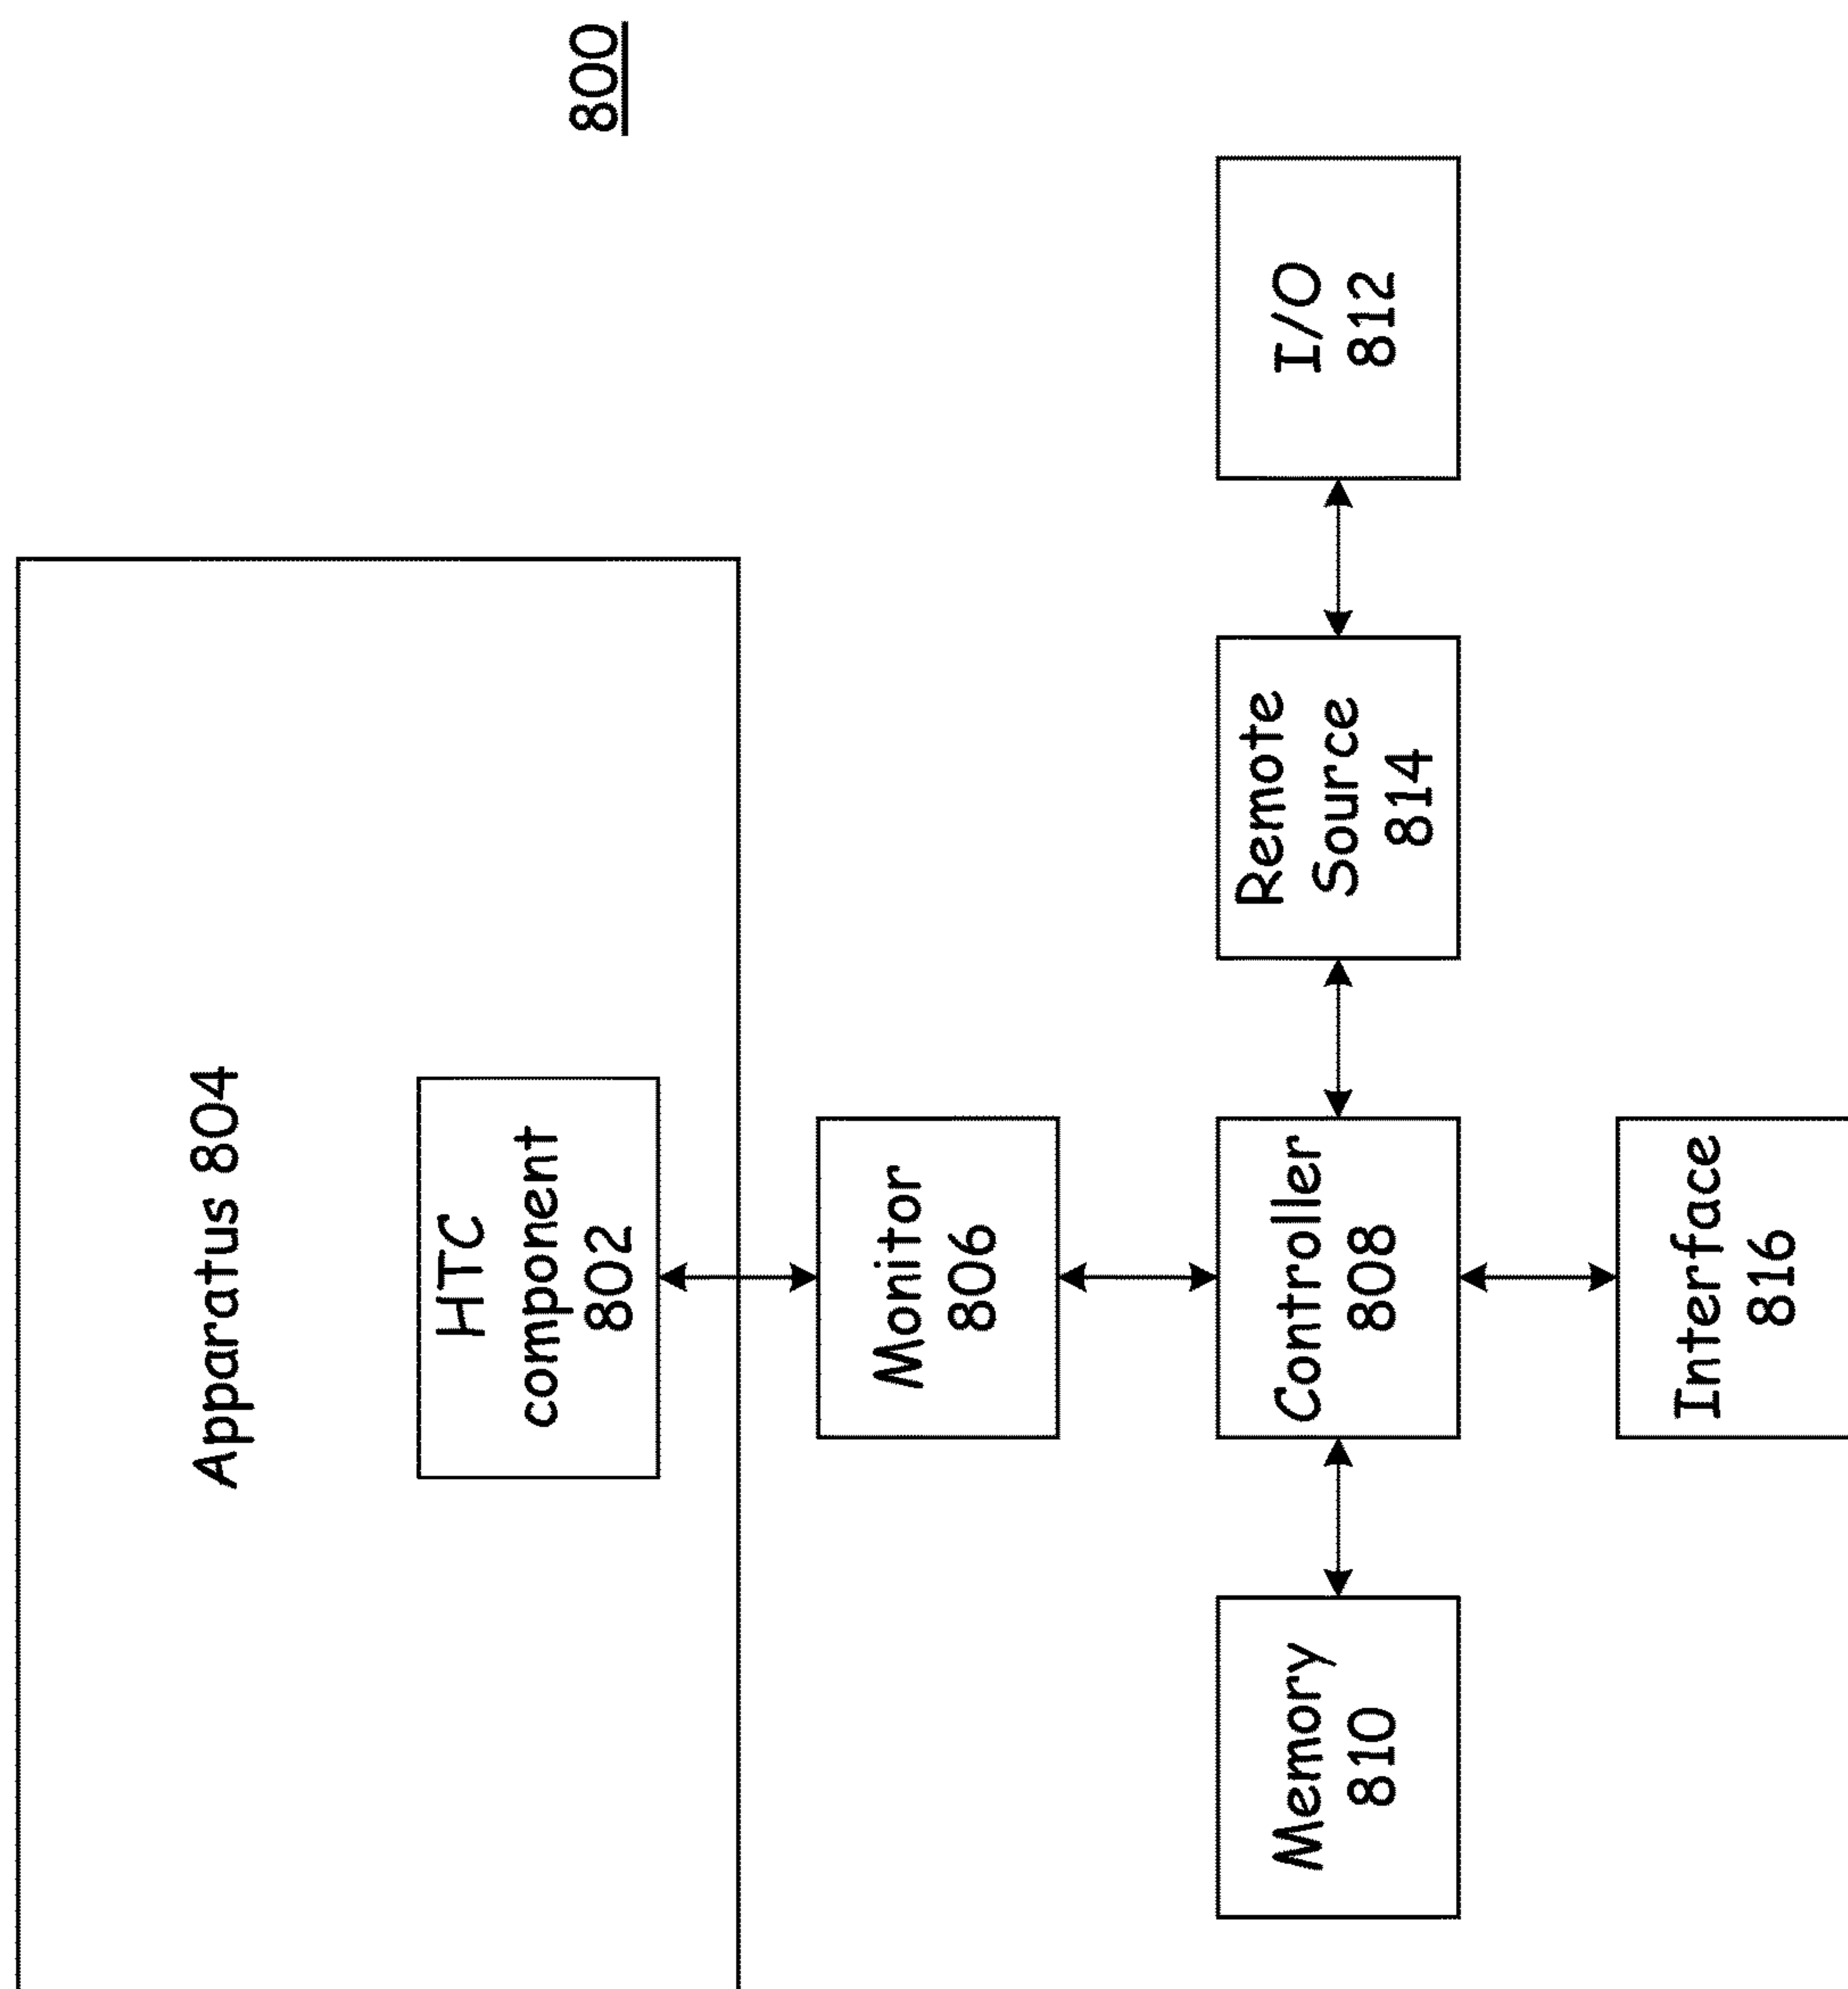 Apparatus 804
HTC
component
802
800
Monitor
806
Memory
810
Controller
808
Remote
Source
814
I/O
812
Interface
816